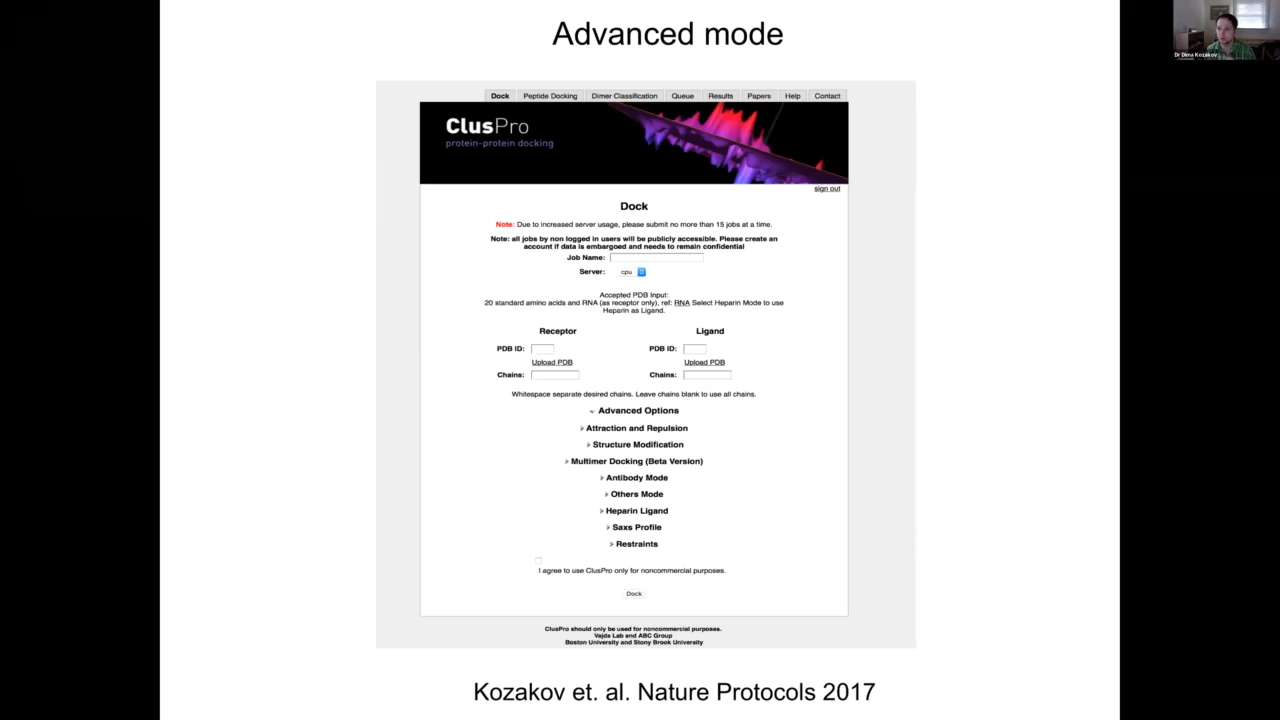 Advanced mode
Dr Dima Kozakov
Dock Peptide Docking Dimer Classification Queue Results Papers Help Contact
ClusPro
protein-protein docking
sign out
Dock
Note: Due to increased server usage, please submit no more than 15 jobs at a time.
Note: all jobs by non logged in users will be publicly accessible. Please create an
account if data is embargoed and needs to remain confidential
Job Name:
Server: cpu
Accepted PDB Input:
20 standard amino acids and RNA (as receptor only), ref: RNA Select Heparin Mode to use
Heparin as Ligand.
Receptor Ligand
PDB ID: PDB ID:
Upload PDB Upload PDB
Chains: Chains:
Whitespace separate desired chains. Leave chains blank to use all chains.
Advanced Options
Attraction and Repulsion
Structure Modification
Multimer Docking (Beta Version)
Antibody Mode
Others Mode
Heparin Ligand
Saxs Profile
Restraints
I agree to use ClusPro only for noncommercial purposes.
Dock
ClusPro should only be used for noncommercial purposes.
Vajda Lab and ABC Group
Boston University and Stony Brook University
Kozakov et. al. Nature Protocols 2017